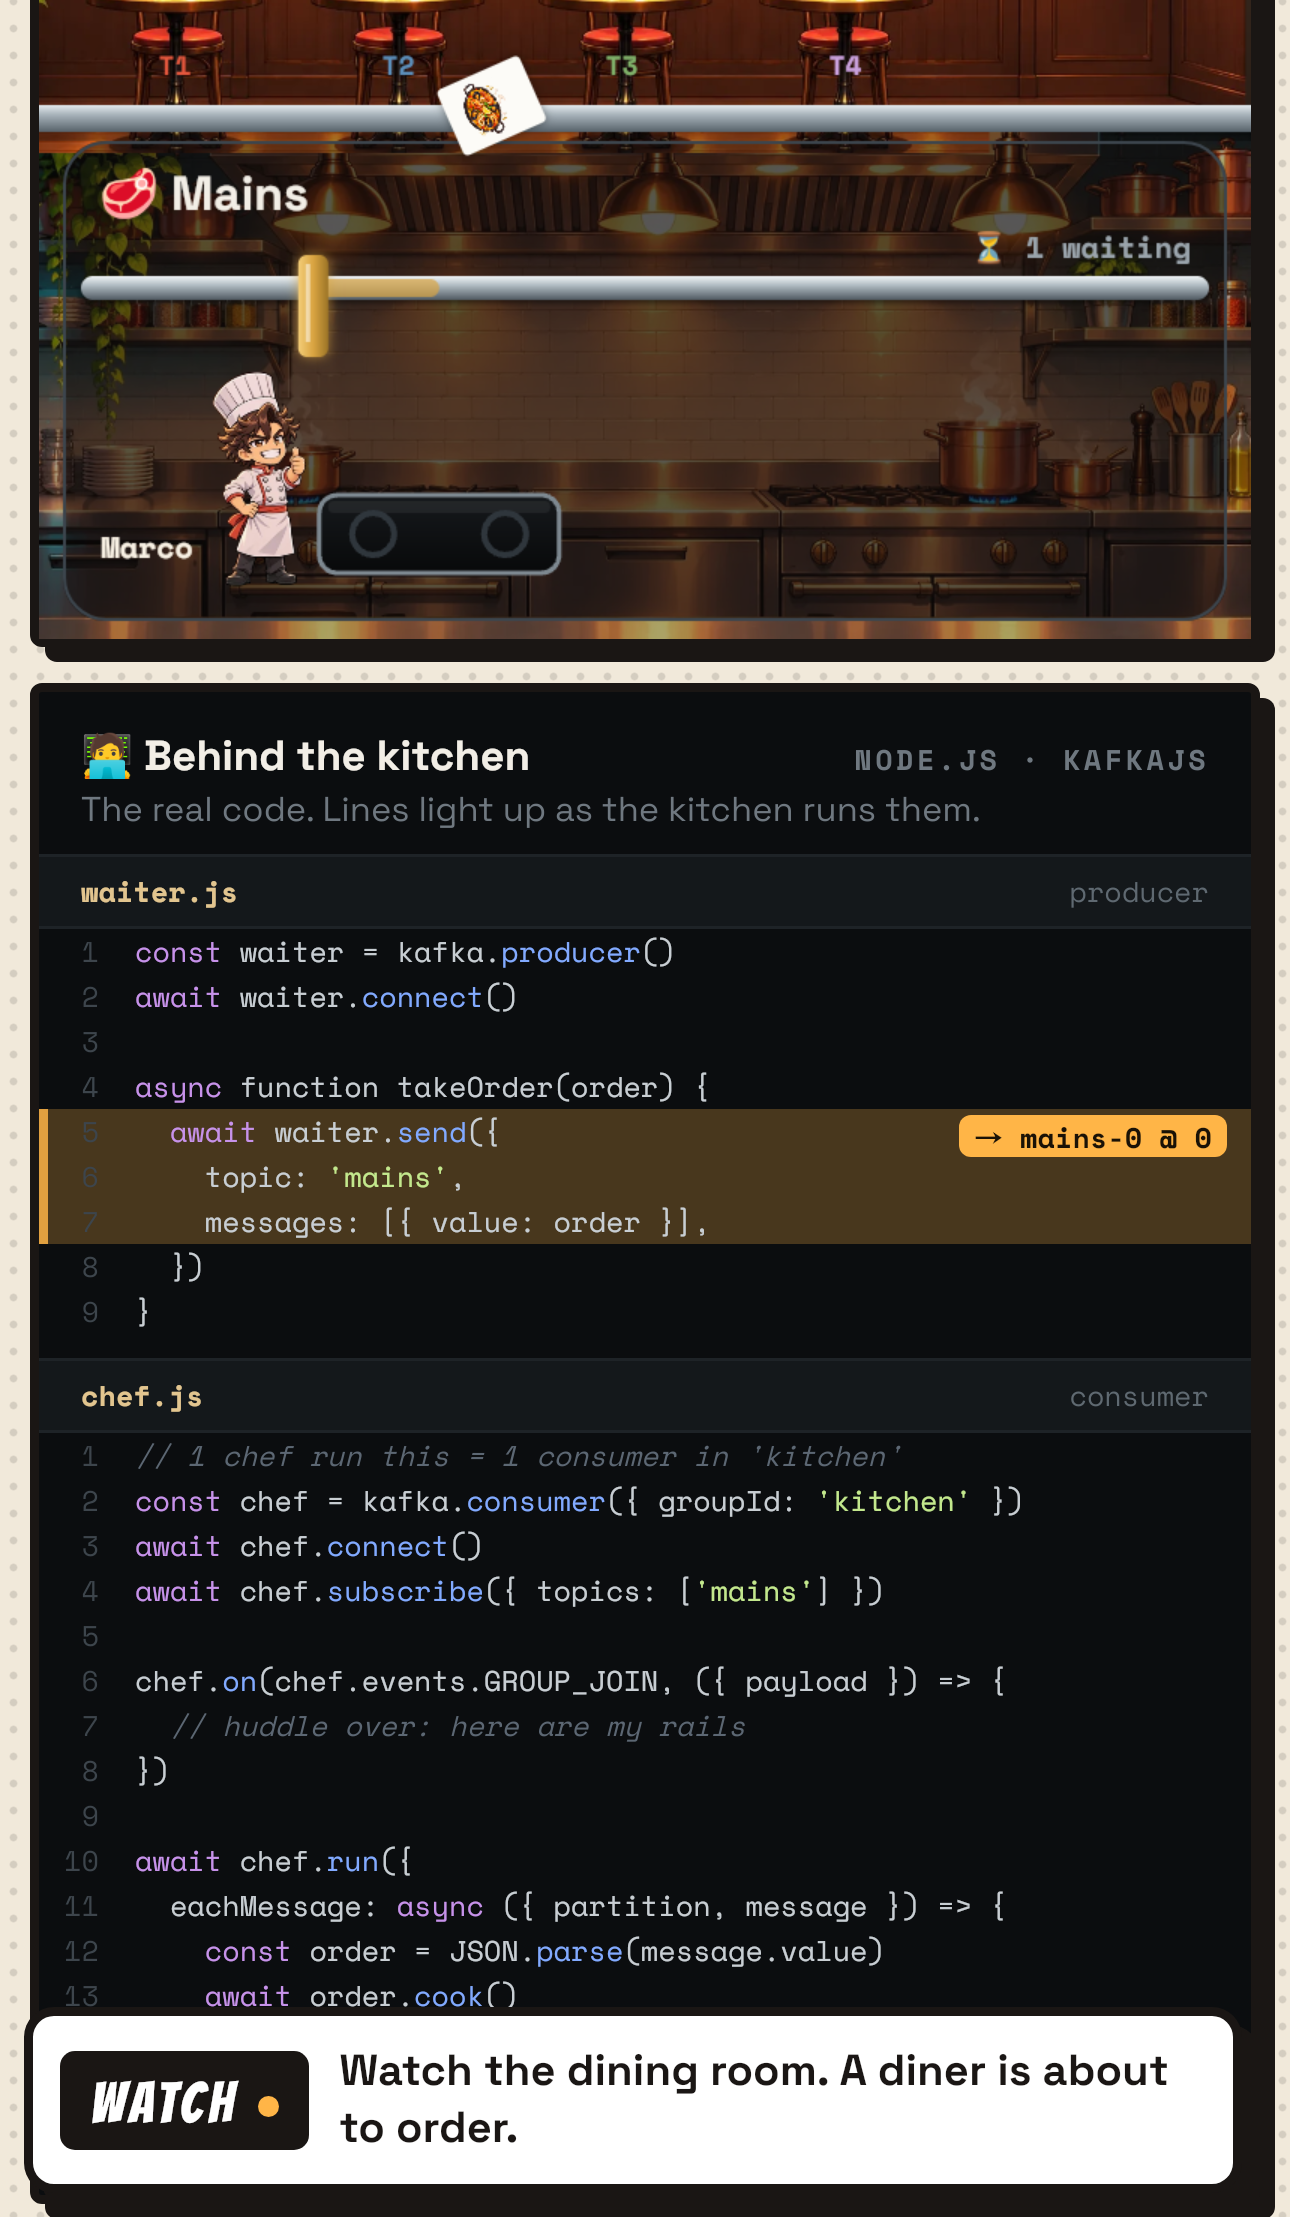 T1 T2 T3 T4
🥩 Mains
⏳ 1 waiting
Marco
🧑‍💻 Behind the kitchen NODE.JS · KAFKAJS
The real code. Lines light up as the kitchen runs them.
waiter.js producer
1 const waiter = kafka.producer()
2 await waiter.connect()
3
4 async function takeOrder(order) {
5   await waiter.send({ → mains-0 @ 0
6     topic: 'mains',
7     messages: [{ value: order }],
8   })
9 }
chef.js consumer
1 // 1 chef run this = 1 consumer in 'kitchen'
2 const chef = kafka.consumer({ groupId: 'kitchen' })
3 await chef.connect()
4 await chef.subscribe({ topics: ['mains'] })
5
6 chef.on(chef.events.GROUP_JOIN, ({ payload }) => {
7   // huddle over: here are my rails
8 })
9
10 await chef.run({
11   eachMessage: async ({ partition, message }) => {
12     const order = JSON.parse(message.value)
13     await order.cook()
WATCH
Watch the dining room. A diner is about
to order.